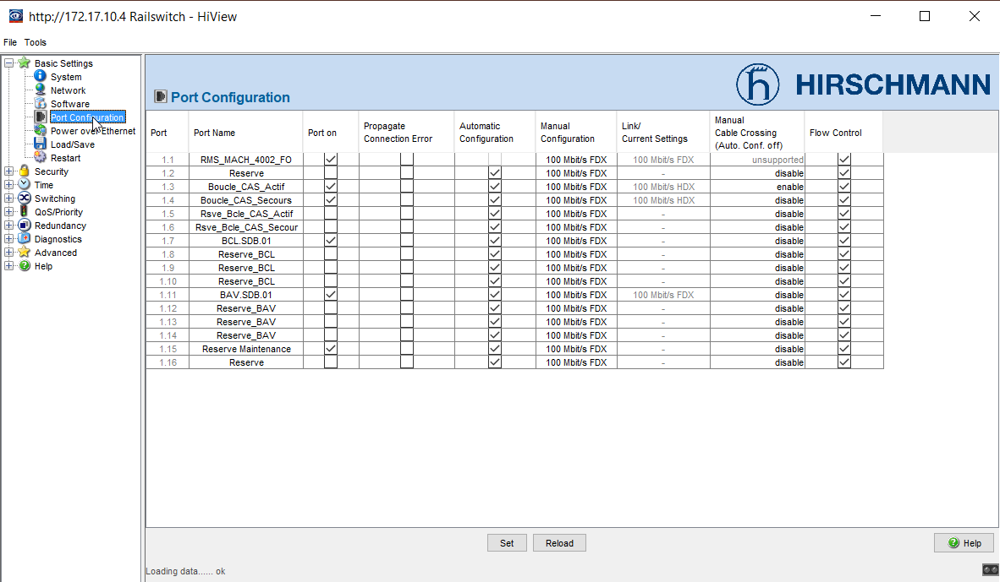 http://172.17.10.4 Railswitch - HiView
File Tools
Basic Settings
System
Network
Software
Port Configuration
Power over Ethernet
Load/Save
Restart
Security
Time
Switching
QoS/Priority
Redundancy
Diagnostics
Advanced
Help
Port Configuration
HIRSCHMANN
Port Port Name Port on Propagate Connection Error Automatic Configuration Manual Configuration Link/ Current Settings Manual Cable Crossing (Auto. Conf. off) Flow Control
1.1 RMS_MACH_4002_FO 100 Mbit/s FDX 100 Mbit/s FDX unsupported
1.2 Reserve 100 Mbit/s FDX - disable
1.3 Boucle_CAS_Actif 100 Mbit/s FDX 100 Mbit/s HDX enable
1.4 Boucle_CAS_Secours 100 Mbit/s FDX 100 Mbit/s HDX disable
1.5 Rsve_Bcle_CAS_Actif 100 Mbit/s FDX - disable
1.6 Rsve_Bcle_CAS_Secour 100 Mbit/s FDX - disable
1.7 BCL.SDB.01 100 Mbit/s FDX - disable
1.8 Reserve_BCL 100 Mbit/s FDX - disable
1.9 Reserve_BCL 100 Mbit/s FDX - disable
1.10 Reserve_BCL 100 Mbit/s FDX - disable
1.11 BAV.SDB.01 100 Mbit/s FDX 100 Mbit/s FDX disable
1.12 Reserve_BAV 100 Mbit/s FDX - disable
1.13 Reserve_BAV 100 Mbit/s FDX - disable
1.14 Reserve_BAV 100 Mbit/s FDX - disable
1.15 Reserve Maintenance 100 Mbit/s FDX - disable
1.16 Reserve 100 Mbit/s FDX - disable
Set Reload Help
Loading data...... ok